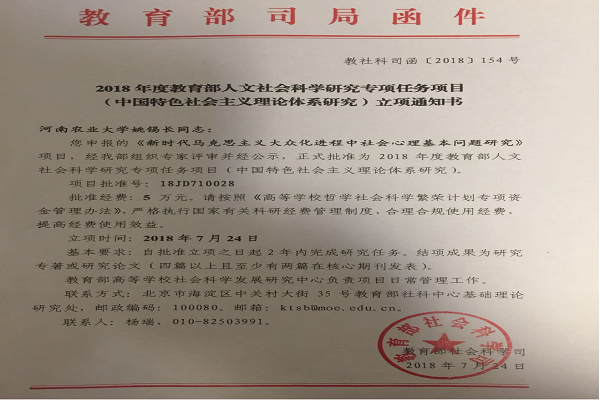 教育部司局函件
教社科司函〔2018〕154号
2018年度教育部人文社会科学研究专项任务项目
（中国特色社会主义理论体系研究）立项通知书
河南农业大学姚锡长同志：
您申报的《新时代马克思主义大众化进程中社会心理基本问题研究》
项目，经我部组织专家评审并经公示，正式批准为2018年度教育部人文
社会科学研究专项任务项目（中国特色社会主义理论体系研究）。
项目批准号：18JD710028
批准经费：5万元。请按照《高等学校哲学社会科学繁荣计划专项资
金管理办法》，严格执行国家有关科研经费管理制度，合理合规使用经费，
提高经费使用效益。
立项时间：2018年7月24日
基本要求：自批准立项之日起2年内完成研究任务。结项成果为研究
专著或研究论文（四篇以上且至少有两篇在核心期刊发表）。
教育部高等学校社会科学发展研究中心负责项目日常管理工作。
联系方式：北京市海淀区中关村大街35号教育部社科中心基础理论
研究处，邮政编码：100080。邮箱：ktsb@moe.edu.cn。
联系人：杨瑞，010-82503991。
教育部社会科学司
教育部社会科学司
2018年7月24日